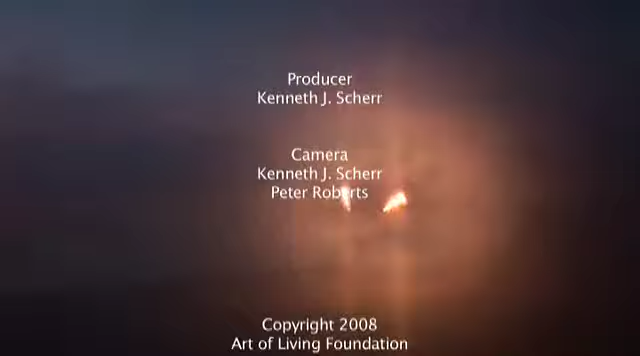 Producer
Kenneth J. Scherr
Camera
Kenneth J. Scherr
Peter Roberts
Copyright 2008
Art of Living Foundation